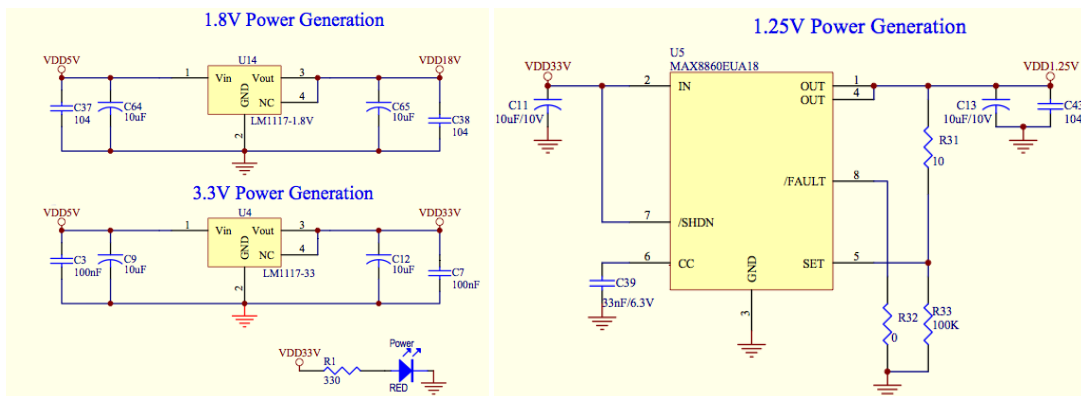 1.8V Power Generation
VDD5V
U14
VDD18V
1
Vin
Vout
3
GND
NC
4
C37
104
C64
10uF
LM1117-1.8V
2
C65
10uF
C38
104
3.3V Power Generation
VDD5V
U4
VDD33V
1
Vin
Vout
3
GND
NC
4
C3
100nF
C9
10uF
LM1117-33
2
C12
10uF
C7
100nF
VDD33V
R1
330
Power
RED
1.25V Power Generation
U5
MAX8860EUA18
VDD33V
VDD1.25V
2
IN
OUT
1
OUT
4
C11
10uF/10V
C13
10uF/10V
C43
104
R31
10
/FAULT
8
7
/SHDN
6
CC
SET
5
C39
33nF/6.3V
GND
3
R32
0
R33
100K